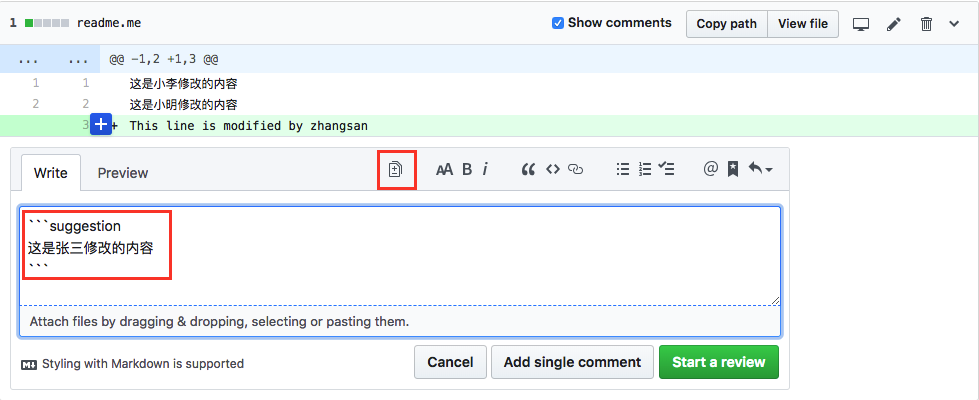 1 readme.me Show comments Copy path View file
... ... @@ -1,2 +1,3 @@
1 1 这是小李修改的内容
2 2 这是小明修改的内容
3 + This line is modified by zhangsan
Write Preview AA B i @
```suggestion
这是张三修改的内容
```
Attach files by dragging & dropping, selecting or pasting them.
Styling with Markdown is supported Cancel Add single comment Start a review